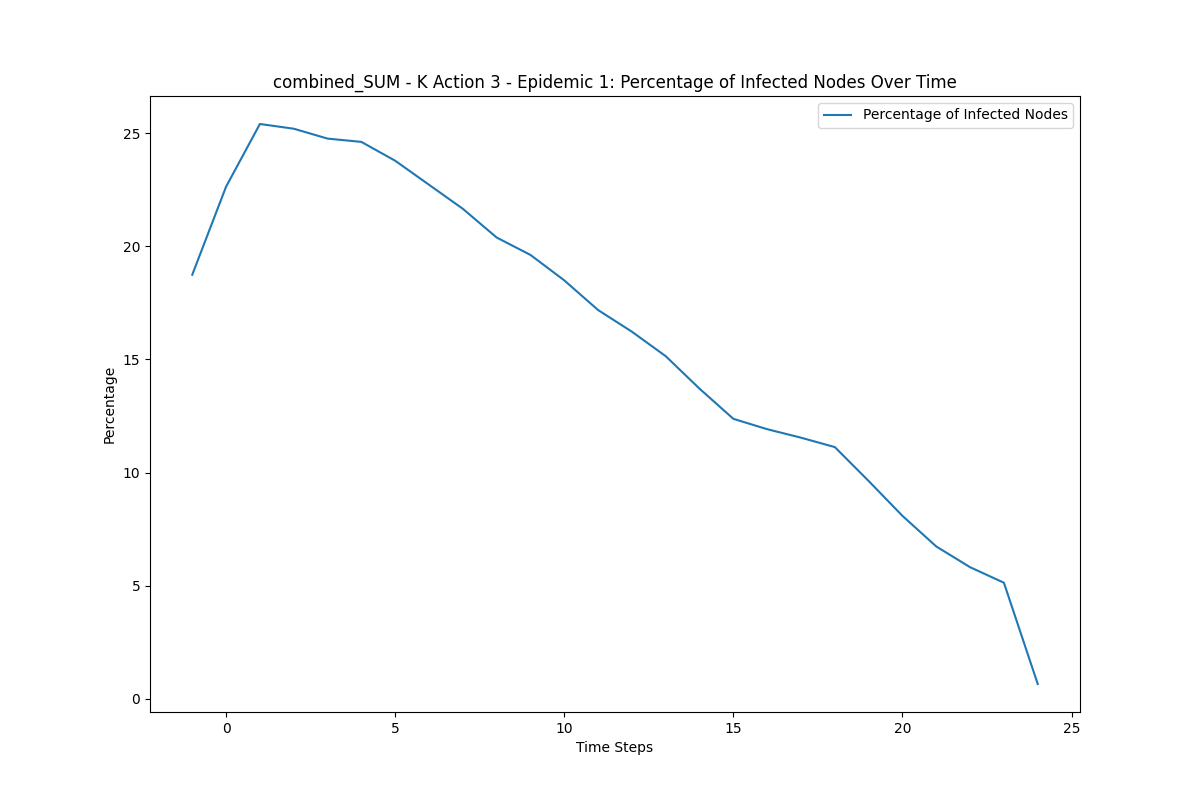 combined_SUM - K Action 3 - Epidemic 1: Percentage of Infected Nodes Over Time
Percentage of Infected Nodes
25
20
15
10
5
0
Percentage
0 5 10 15 20 25
Time Steps